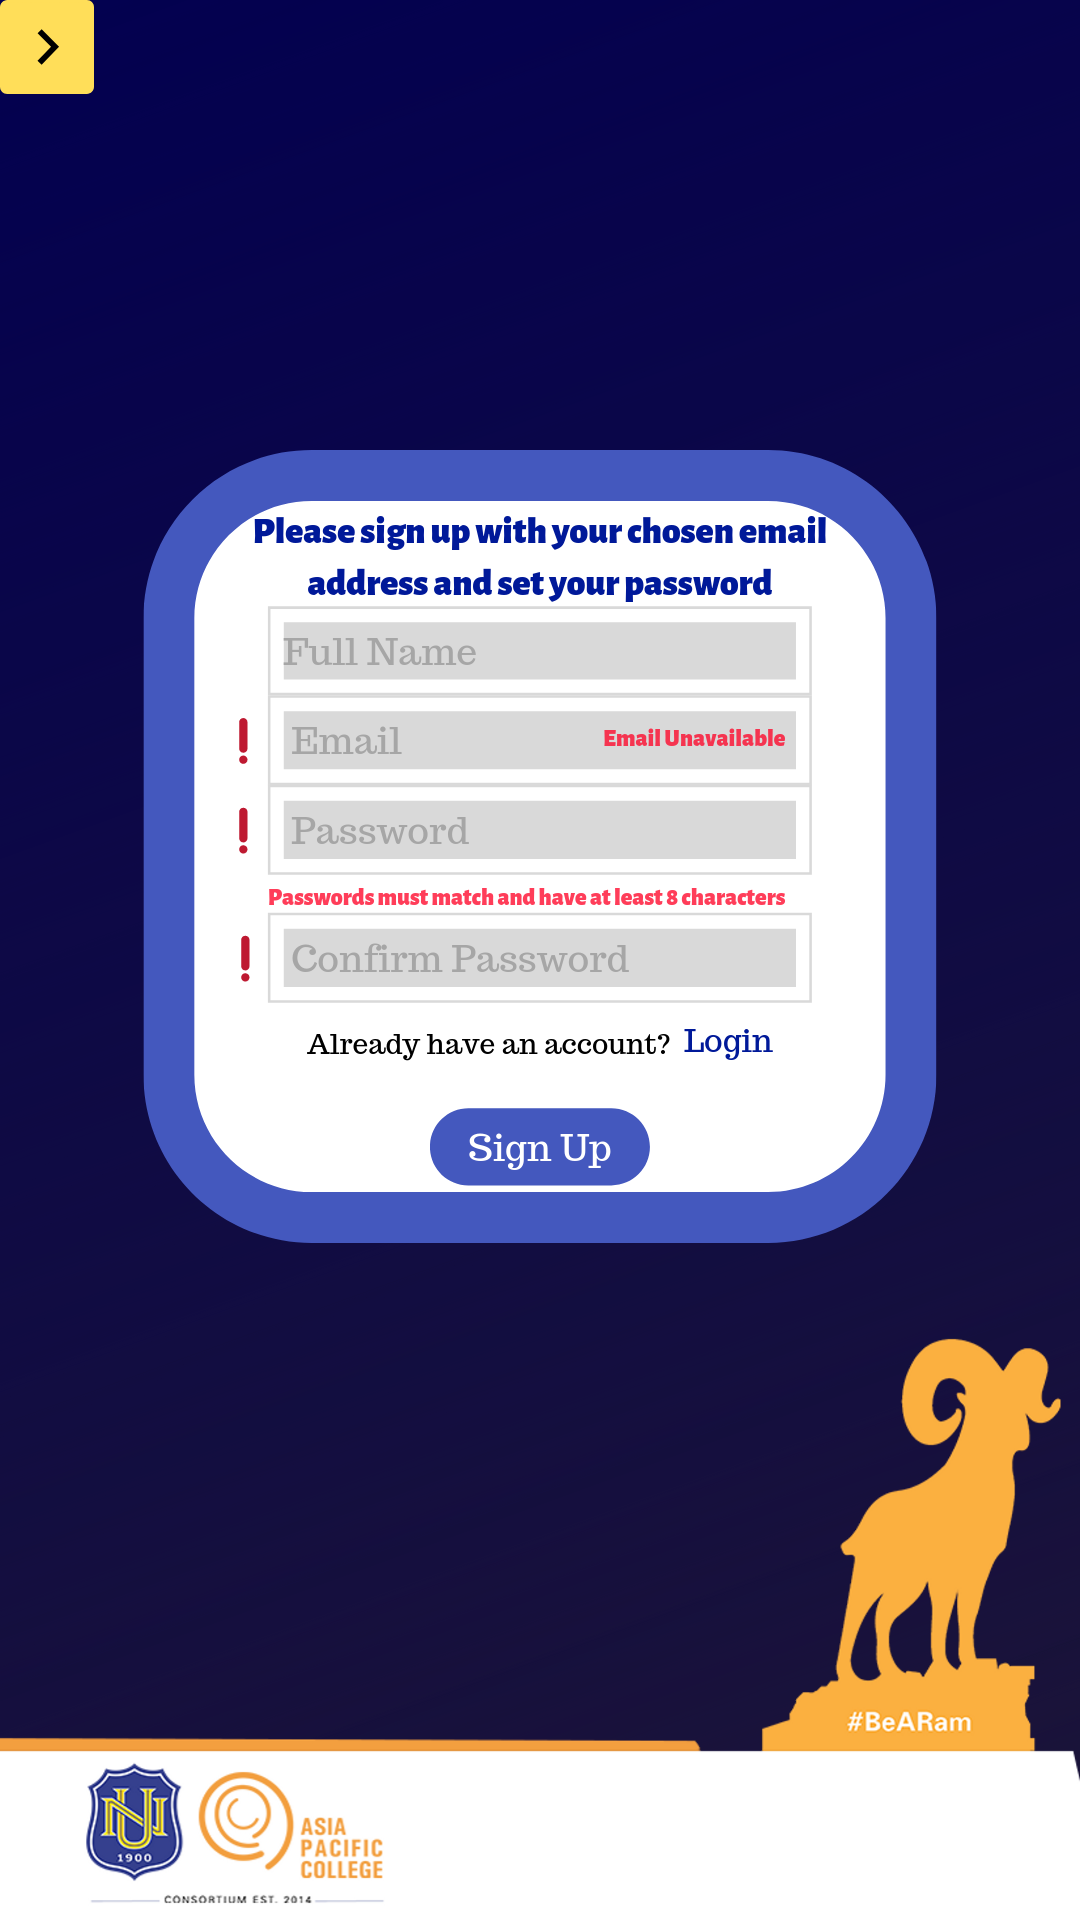 Please sign up with your chosen email
address and set your password
Full Name
Email
Email Unavailable
Password
Passwords must match and have at least 8 characters
Confirm Password
Already have an account? Login
Sign Up
#BeARam
NU
1900
ASIA
PACIFIC
COLLEGE
CONSORTIUM EST. 2014